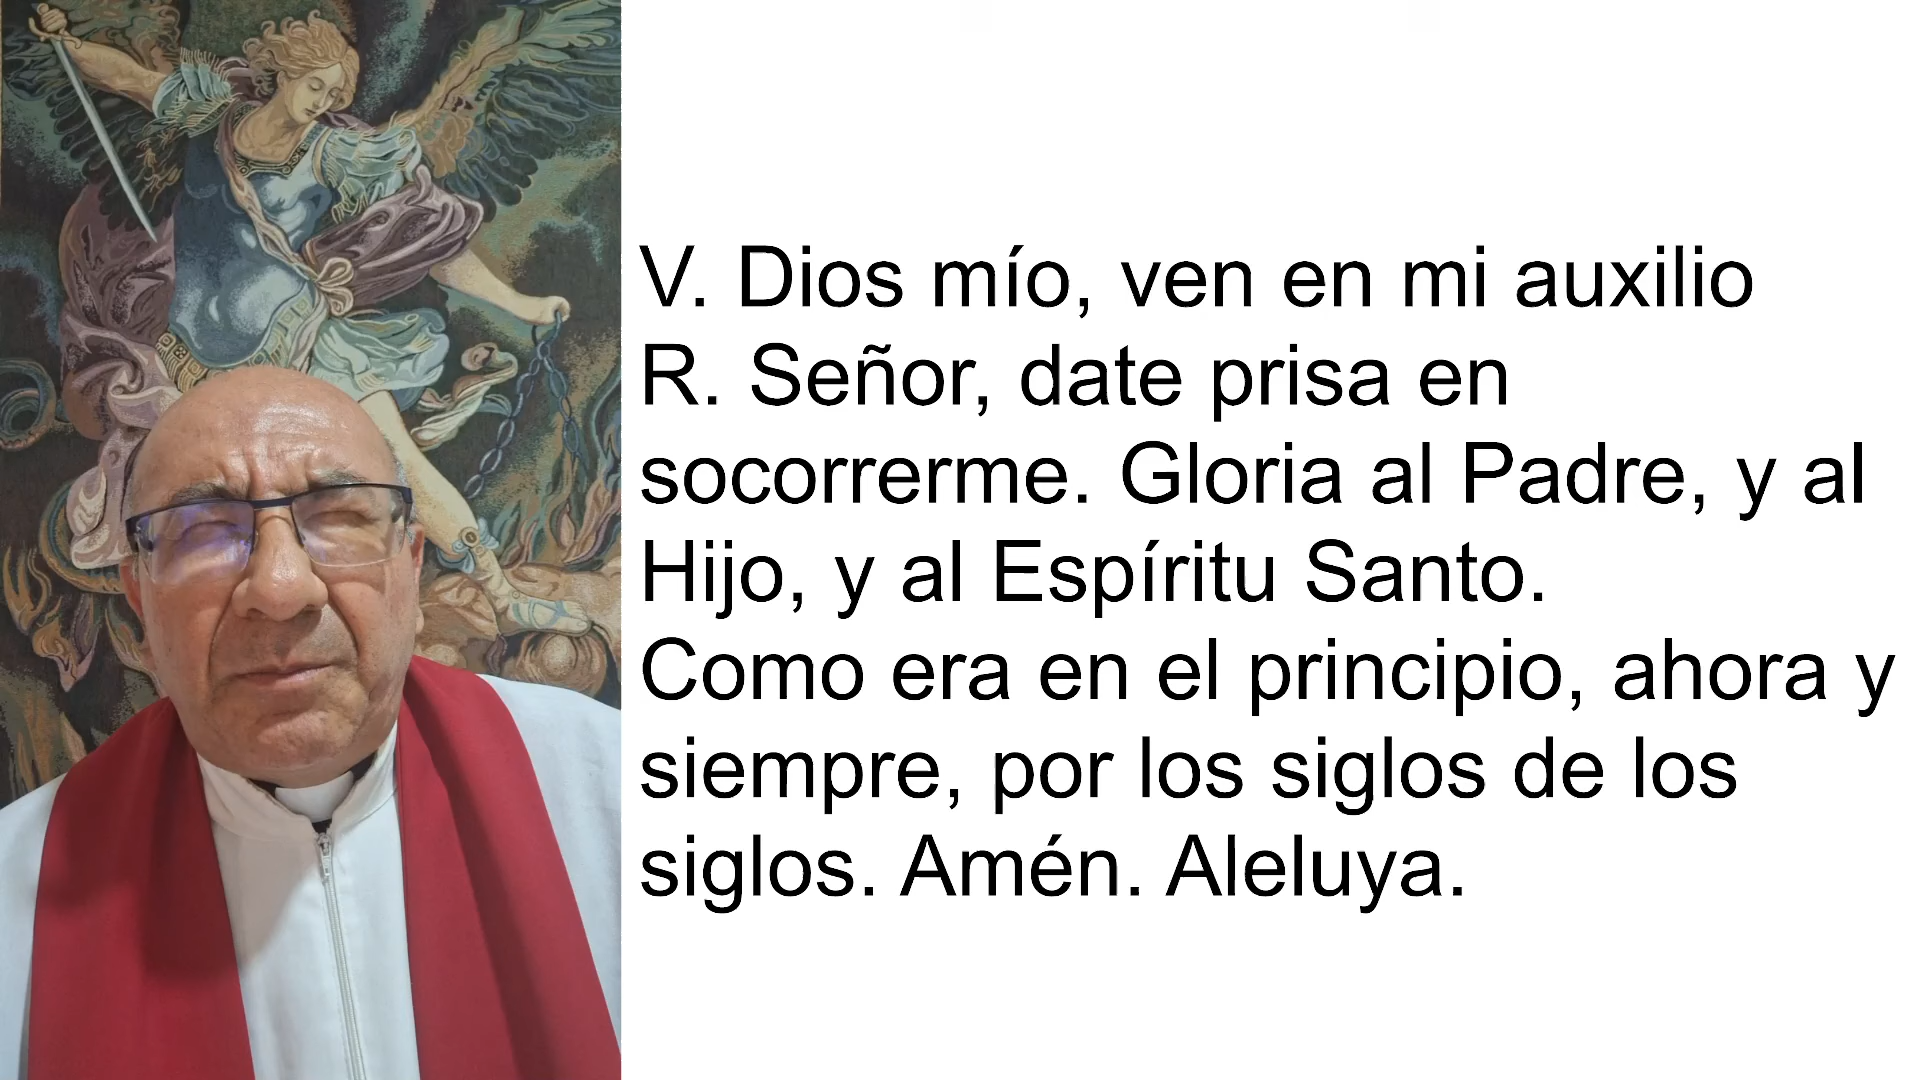 V. Dios mío, ven en mi auxilio
R. Señor, date prisa en
socorrerme. Gloria al Padre, y al
Hijo, y al Espíritu Santo.
Como era en el principio, ahora y
siempre, por los siglos de los
siglos. Amén. Aleluya.